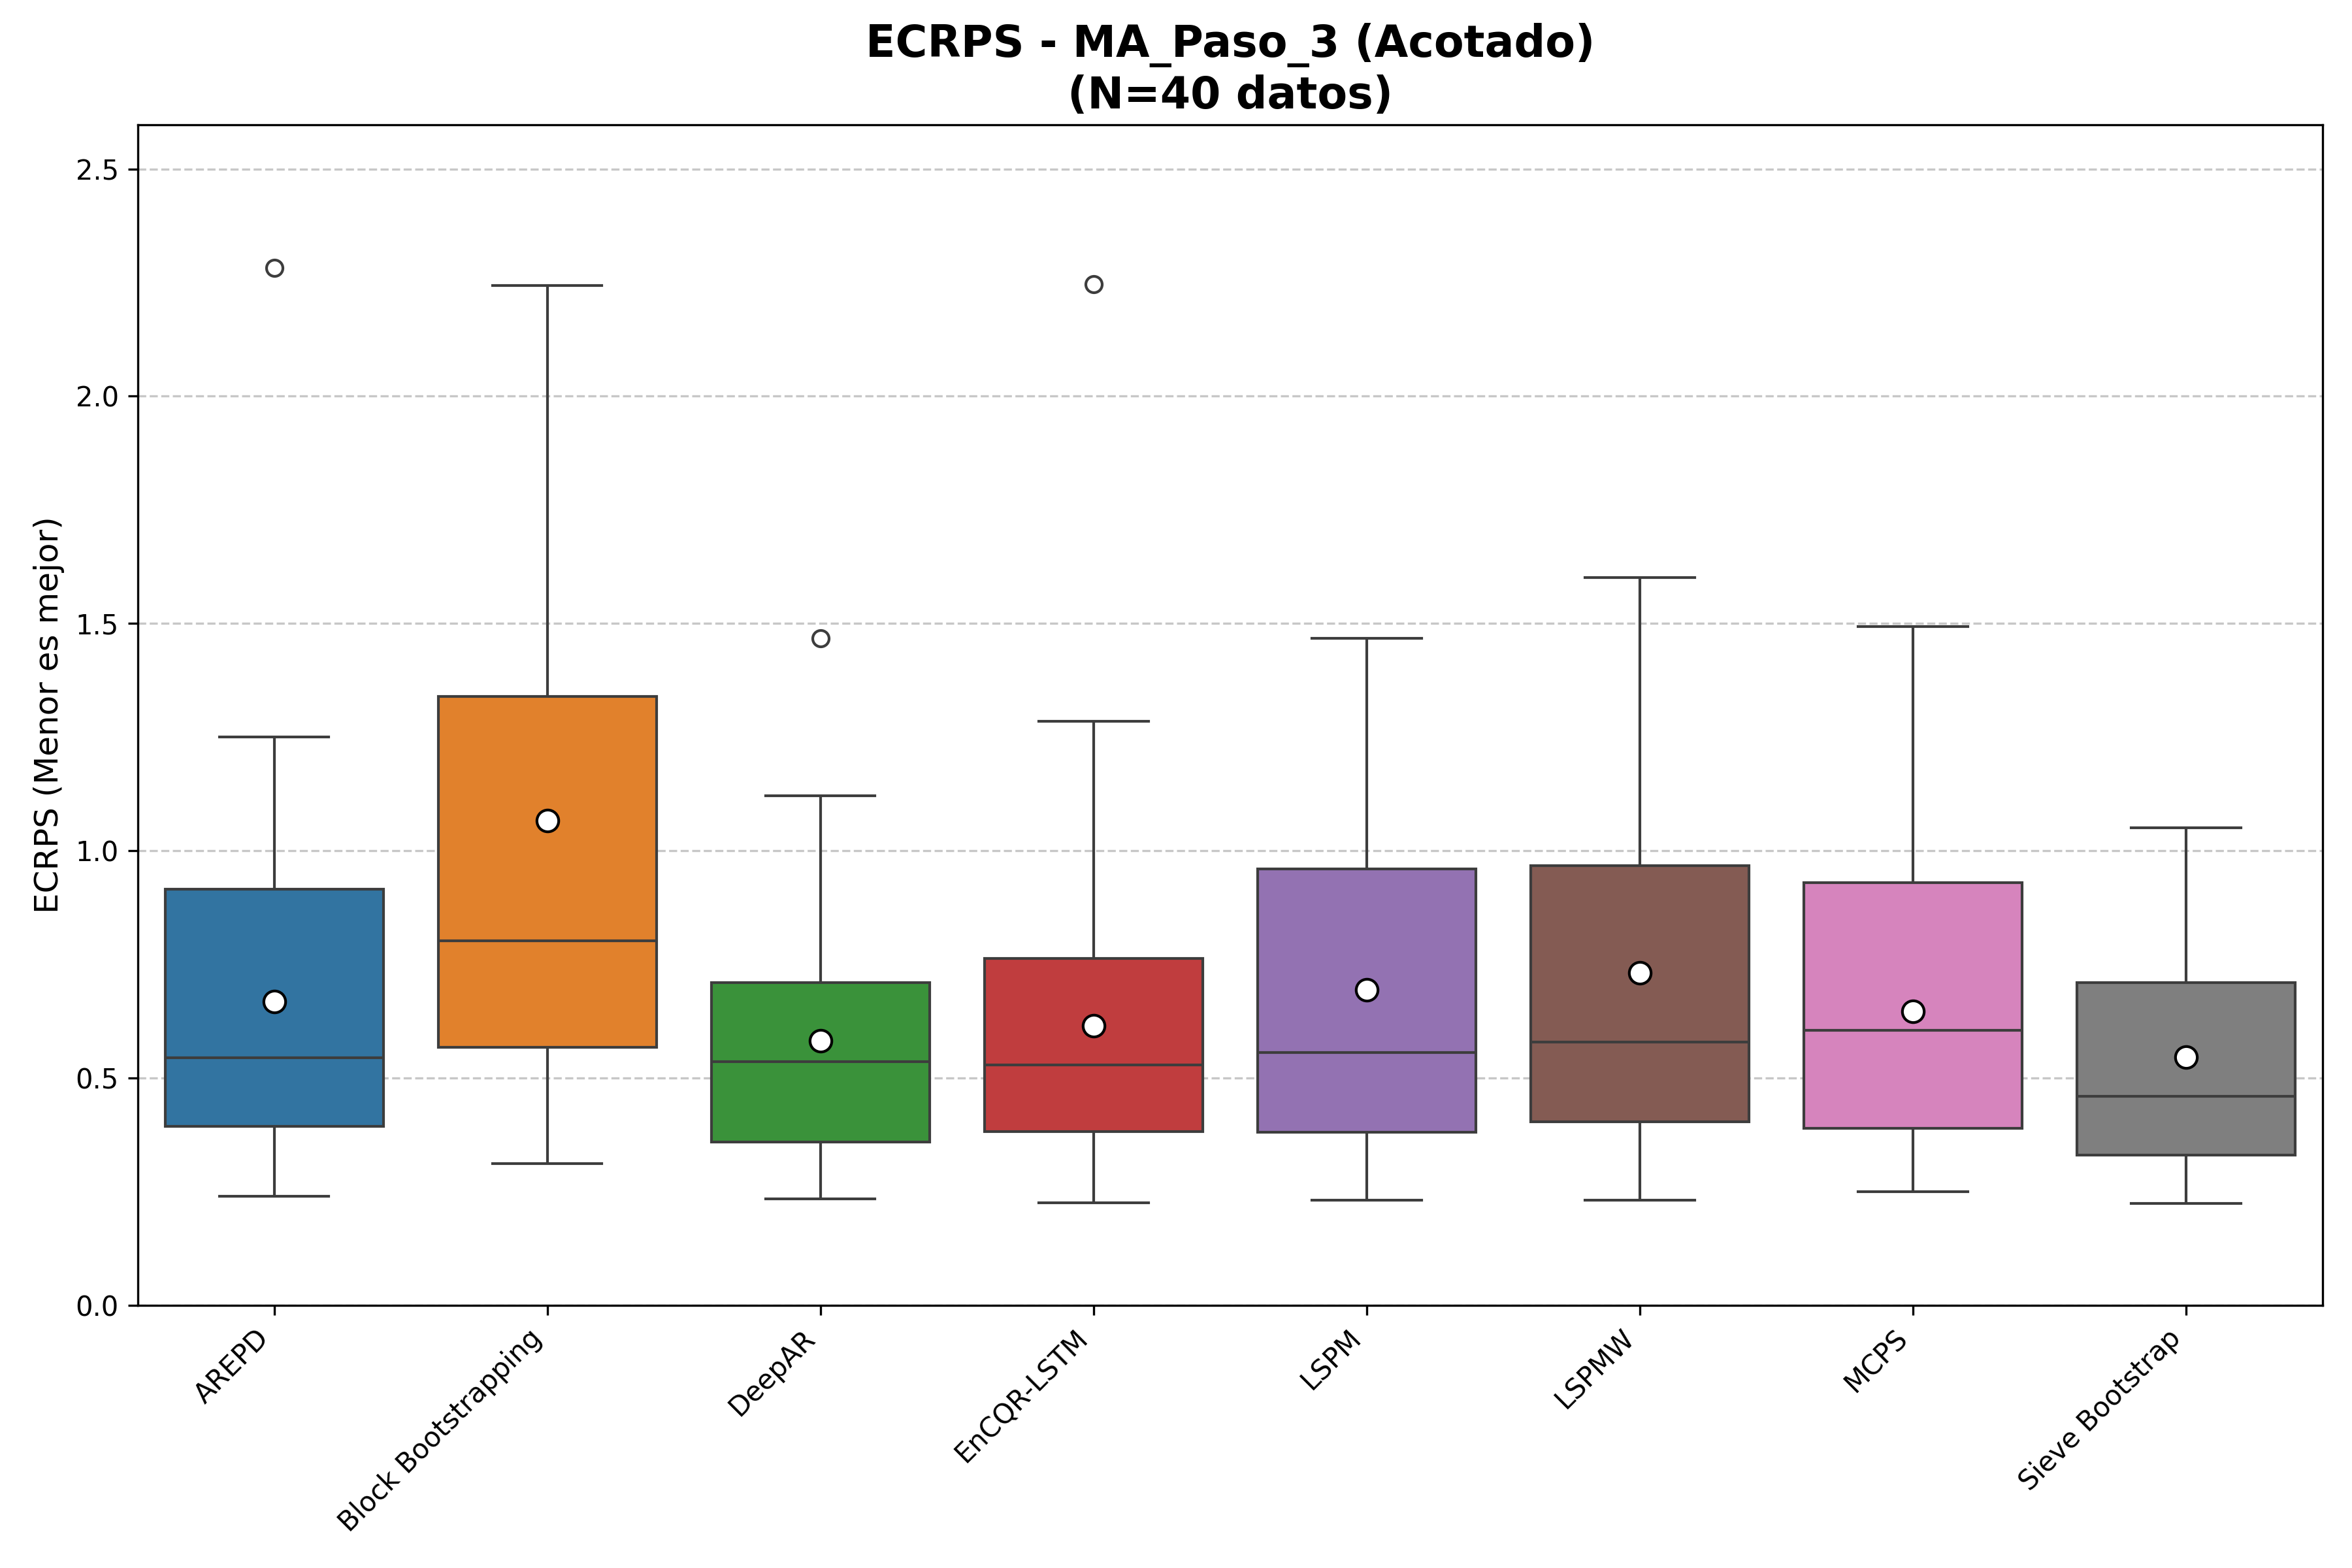 ECRPS - MA_Paso_3 (Acotado)
(N=40 datos)
ECRPS (Menor es mejor)
2.5
2.0
1.5
1.0
0.5
0.0
AREPD
Block Bootstrapping
DeepAR
EnCQR-LSTM
LSPM
LSPMW
MCPS
Sieve Bootstrap